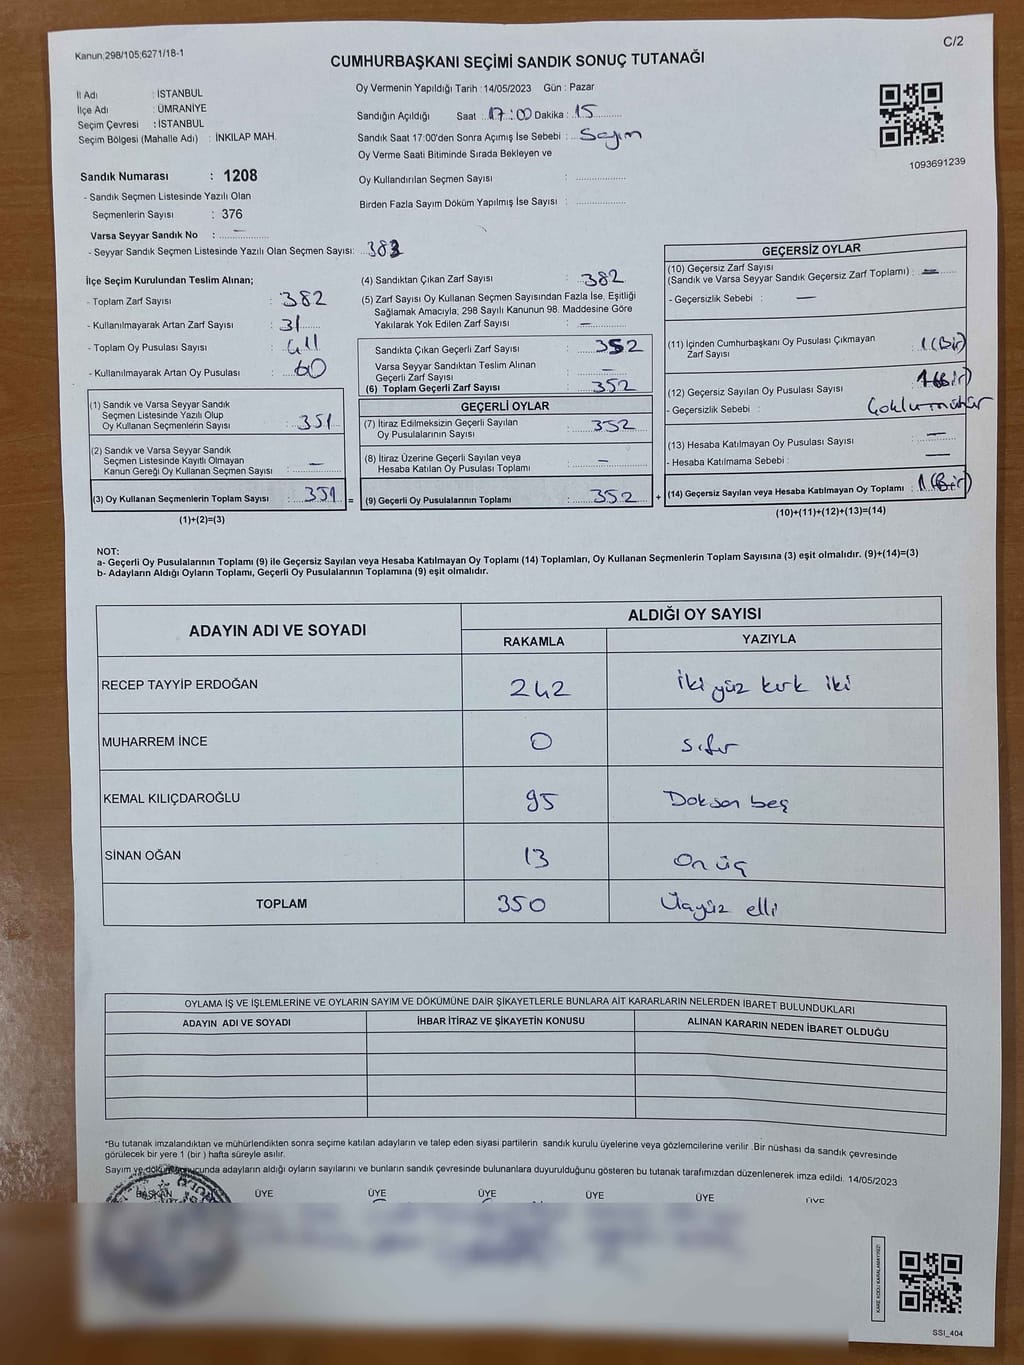 Kanun;298/105;6271/18-1
C/2
CUMHURBAŞKANI SEÇİMİ SANDIK SONUÇ TUTANAĞI
İl Adı : İSTANBUL
İlçe Adı : ÜMRANİYE
Seçim Çevresi : İSTANBUL
Seçim Bölgesi (Mahalle Adı) : İNKILAP MAH.
Oy Vermenin Yapıldığı Tarih : 14/05/2023 Gün : Pazar
Sandığın Açıldığı Saat : 17:00 Dakika : 15
Sandık Saat 17:00'den Sonra Açımış İse Sebebi : Sayım
Oy Verme Saati Bitiminde Sırada Bekleyen ve
Oy Kullandırılan Seçmen Sayısı :
Birden Fazla Sayım Döküm Yapılmış İse Sayısı :
1093691239
Sandık Numarası : 1208
- Sandık Seçmen Listesinde Yazılı Olan
Seçmenlerin Sayısı : 376
Varsa Seyyar Sandık No : —
- Seyyar Sandık Seçmen Listesinde Yazılı Olan Seçmen Sayısı:
İlçe Seçim Kurulundan Teslim Alınan;
- Toplam Zarf Sayısı : 382
- Kullanılmayarak Artan Zarf Sayısı : 31
- Toplam Oy Pusulası Sayısı : 411
- Kullanılmayarak Artan Oy Pusulası : 60
(1) Sandık ve Varsa Seyyar Sandık
Seçmen Listesinde Yazılı Olup
Oy Kullanan Seçmenlerin Sayısı : 351
(2) Sandık ve Varsa Seyyar Sandık
Seçmen Listesinde Kayıtlı Olmayan
Kanun Gereği Oy Kullanan Seçmen Sayısı : —
(3) Oy Kullanan Seçmenlerin Toplam Sayısı : 351 =
(1)+(2)=(3)
(4) Sandıktan Çıkan Zarf Sayısı : 382
(5) Zarf Sayısı Oy Kullanan Seçmen Sayısından Fazla İse, Eşitliği
Sağlamak Amacıyla; 298 Sayılı Kanunun 98. Maddesine Göre
Yakılarak Yok Edilen Zarf Sayısı : —
Sandıkta Çıkan Geçerli Zarf Sayısı : 352
Varsa Seyyar Sandıktan Teslim Alınan
Geçerli Zarf Sayısı : —
(6) Toplam Geçerli Zarf Sayısı : 352
GEÇERLİ OYLAR
(7) İtiraz Edilmeksizin Geçerli Sayılan
Oy Pusulalarının Sayısı : 352
(8) İtiraz Üzerine Geçerli Sayılan veya
Hesaba Katılan Oy Pusulası Toplamı : —
(9) Geçerli Oy Pusulalarının Toplamı : 352 +
GEÇERSİZ OYLAR
(10) Geçersiz Zarf Sayısı
(Sandık ve Varsa Seyyar Sandık Geçersiz Zarf Toplamı) : —
- Geçersizlik Sebebi : —
(11) İçinden Cumhurbaşkanı Oy Pusulası Çıkmayan
Zarf Sayısı : 1 (Bir)
(12) Geçersiz Sayılan Oy Pusulası Sayısı : 1 (Bir)
- Geçersizlik Sebebi : Çoklu mühür
(13) Hesaba Katılmayan Oy Pusulası Sayısı : —
- Hesaba Katılmama Sebebi : —
(14) Geçersiz Sayılan veya Hesaba Katılmayan Oy Toplamı : 1 (Bir)
(10)+(11)+(12)+(13)=(14)
NOT:
a- Geçerli Oy Pusulalarının Toplamı (9) ile Geçersiz Sayılan veya Hesaba Katılmayan Oy Toplamı (14) Toplamları, Oy Kullanan Seçmenlerin Toplam Sayısına (3) eşit olmalıdır. (9)+(14)=(3)
b- Adayların Aldığı Oyların Toplamı, Geçerli Oy Pusulalarının Toplamına (9) eşit olmalıdır.
ADAYIN ADI VE SOYADI
ALDIĞI OY SAYISI
RAKAMLA YAZIYLA
RECEP TAYYİP ERDOĞAN 242 İki yüz kırk iki
MUHARREM İNCE 0 Sıfır
KEMAL KILIÇDAROĞLU 95 Doksan beş
SİNAN OĞAN 13 On üç
TOPLAM 350 Üçyüz elli
OYLAMA İŞ VE İŞLEMLERİNE VE OYLARIN SAYIM VE DÖKÜMÜNE DAİR ŞİKAYETLERLE BUNLARA AİT KARARLARIN NELERDEN İBARET BULUNDUKLARI
ADAYIN ADI VE SOYADI İHBAR İTİRAZ VE ŞİKAYETİN KONUSU ALINAN KARARIN NEDEN İBARET OLDUĞU
*Bu tutanak imzalandıktan ve mühürlendikten sonra seçime katılan adayların ve talep eden siyasi partilerin sandık kurulu üyelerine veya gözlemcilerine verilir .Bir nüshası da sandık çevresinde
görülecek bir yere 1 (bir ) hafta süreyle asılır.
Sayım ve döküm sonucunda adayların aldığı oyların sayılarını ve bunların sandık çevresinde bulunanlara duyurulduğunu gösteren bu tutanak tarafımızdan düzenlenerek imza edildi. 14/05/2023
BAŞKAN ÜYE ÜYE ÜYE ÜYE ÜYE ÜYE
KARE KODU KARALAMAYINIZ!
SSI_404